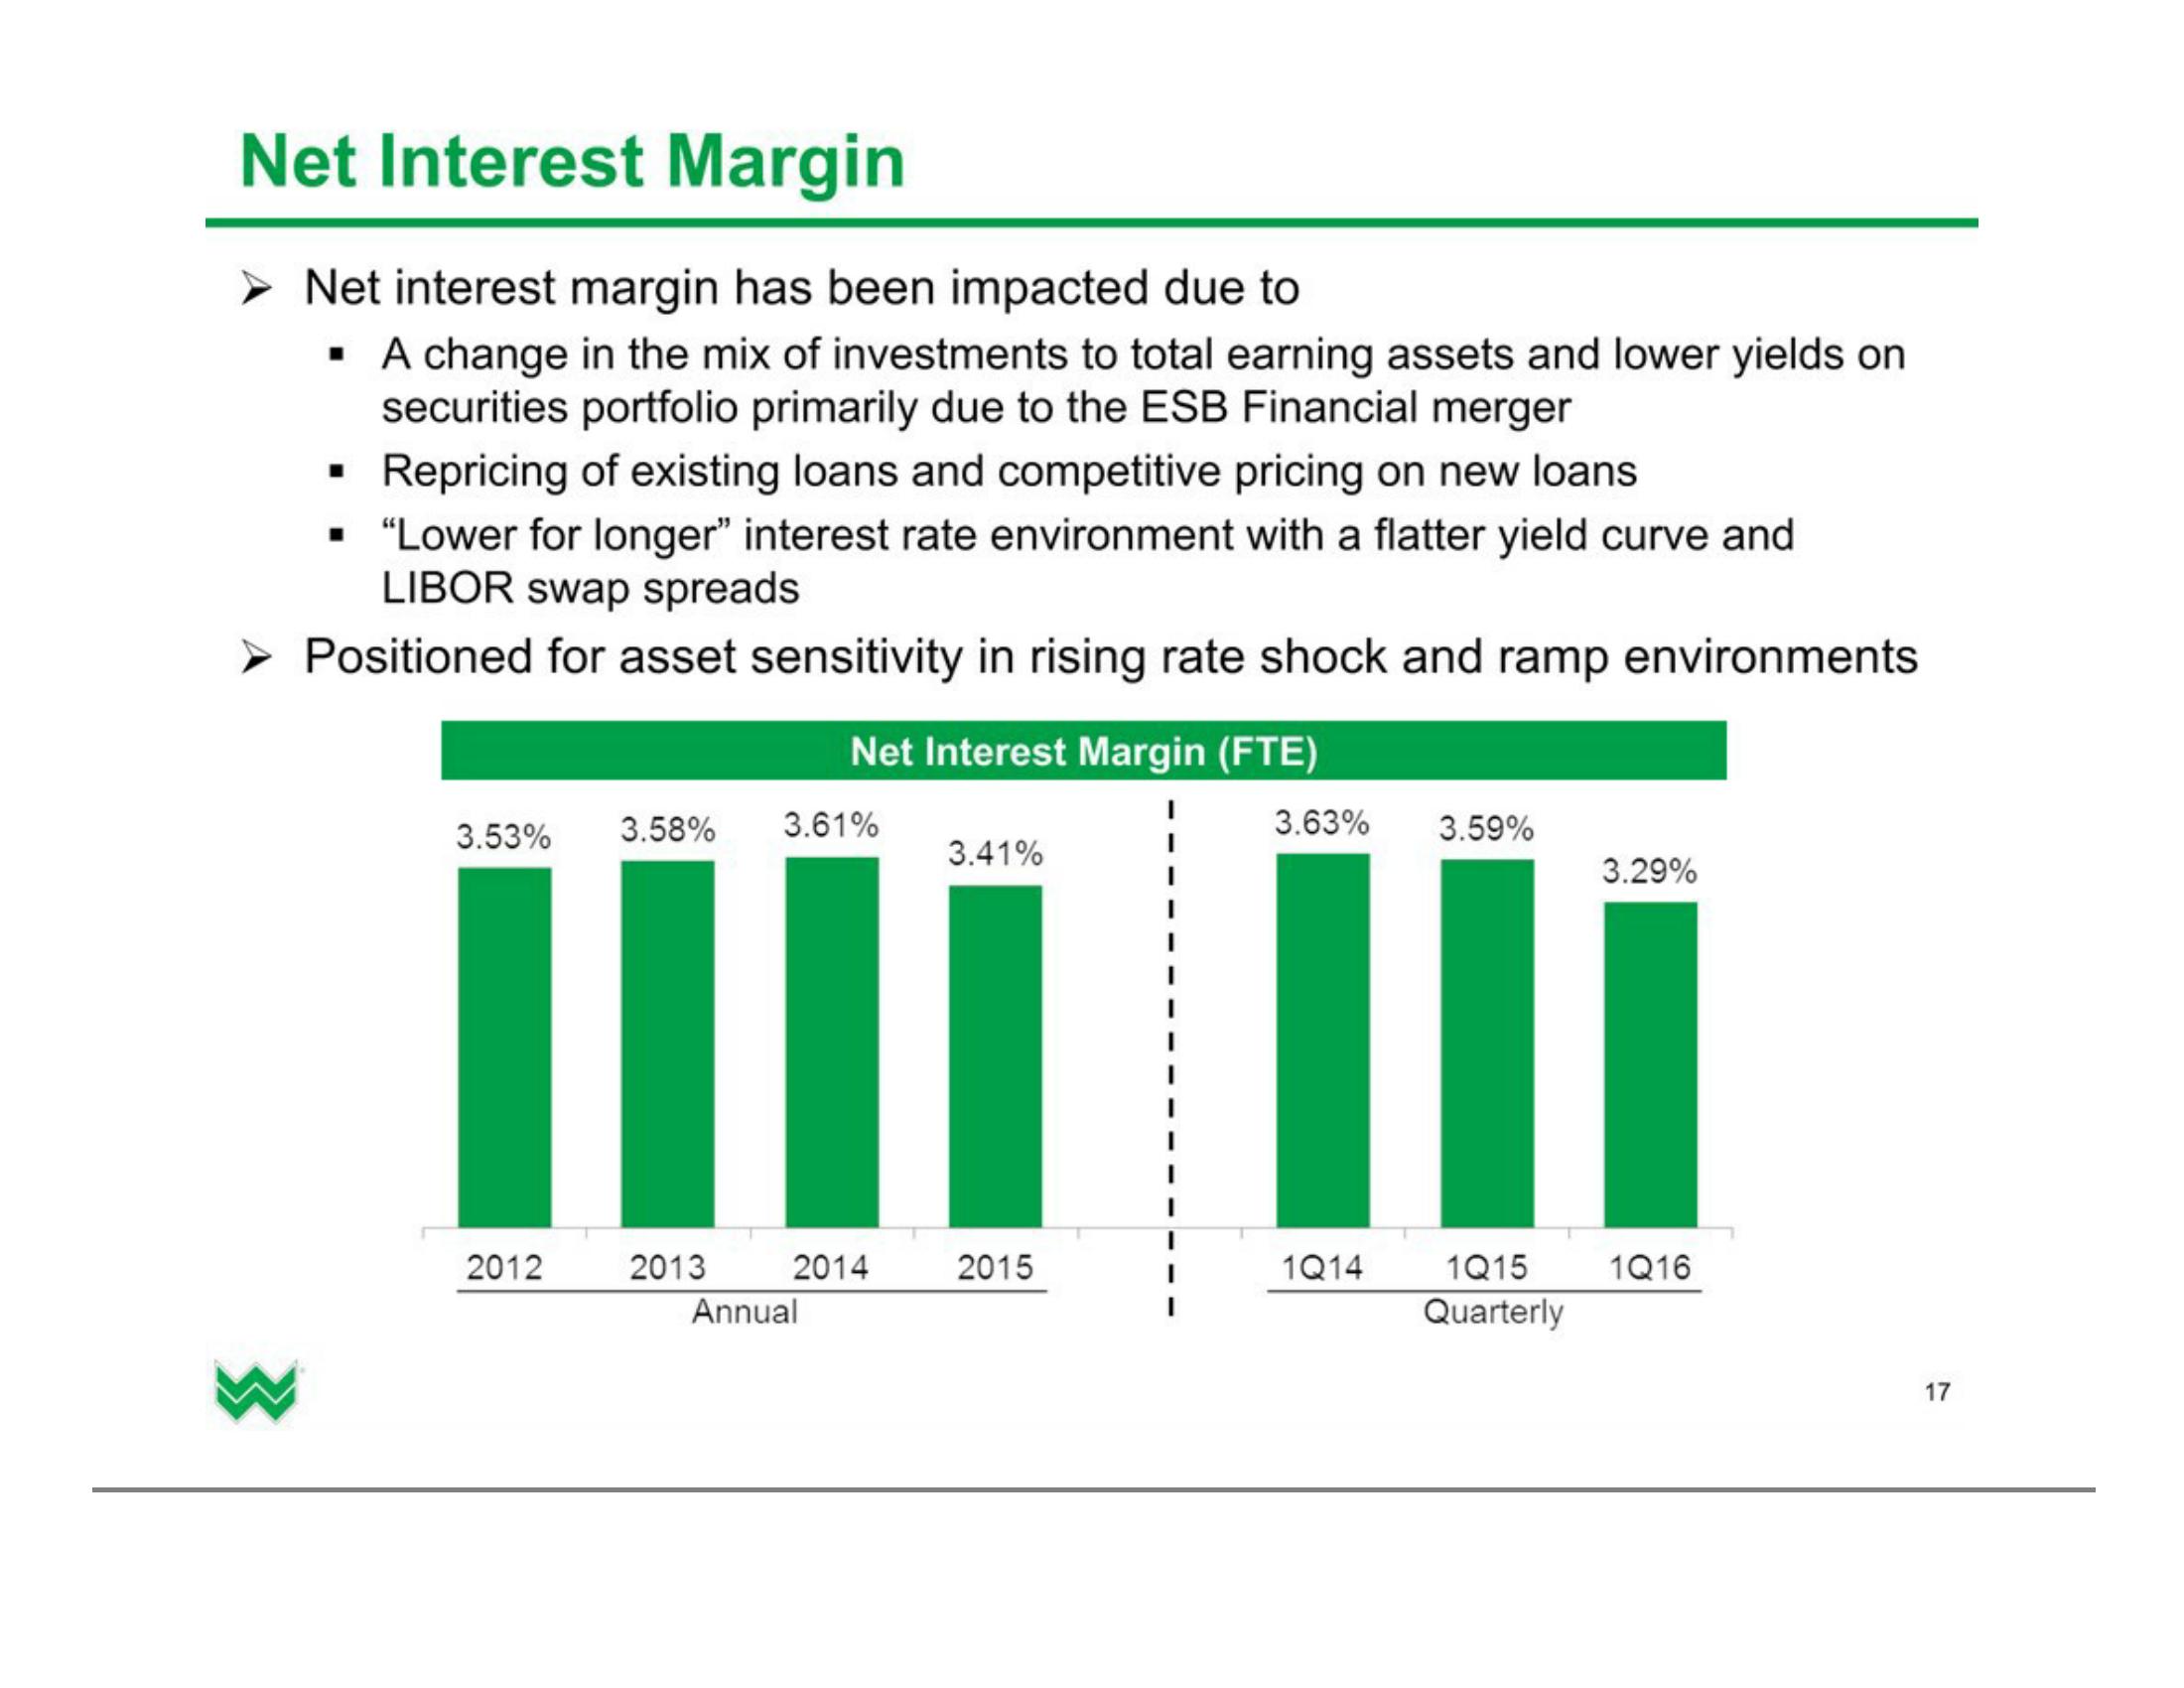 Net Interest Margin
➢ Net interest margin has been impacted due to
▪ A change in the mix of investments to total earning assets and lower yields on
securities portfolio primarily due to the ESB Financial merger
▪ Repricing of existing loans and competitive pricing on new loans
▪ “Lower for longer” interest rate environment with a flatter yield curve and
LIBOR swap spreads
➢ Positioned for asset sensitivity in rising rate shock and ramp environments
Net Interest Margin (FTE)
3.53% 3.58% 3.61% 3.41% 3.63% 3.59% 3.29%
2012 2013 2014 2015 1Q14 1Q15 1Q16
Annual Quarterly
17